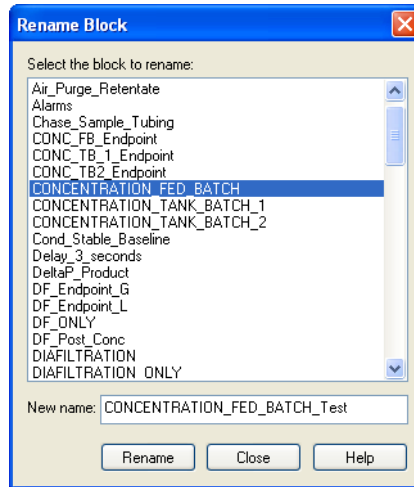 Rename Block
Select the block to rename:
Air_Purge_Retentate
Alarms
Chase_Sample_Tubing
CONC_FB_Endpoint
CONC_TB_1_Endpoint
CONC_TB2_Endpoint
CONCENTRATION_FED_BATCH
CONCENTRATION_TANK_BATCH_1
CONCENTRATION_TANK_BATCH_2
Cond_Stable_Baseline
Delay_3_seconds
DeltaP_Product
DF_Endpoint_G
DF_Endpoint_L
DF_ONLY
DF_Post_Conc
DIAFILTRATION
DIAFILTRATION_ONLY
New name: CONCENTRATION_FED_BATCH_Test
Rename Close Help